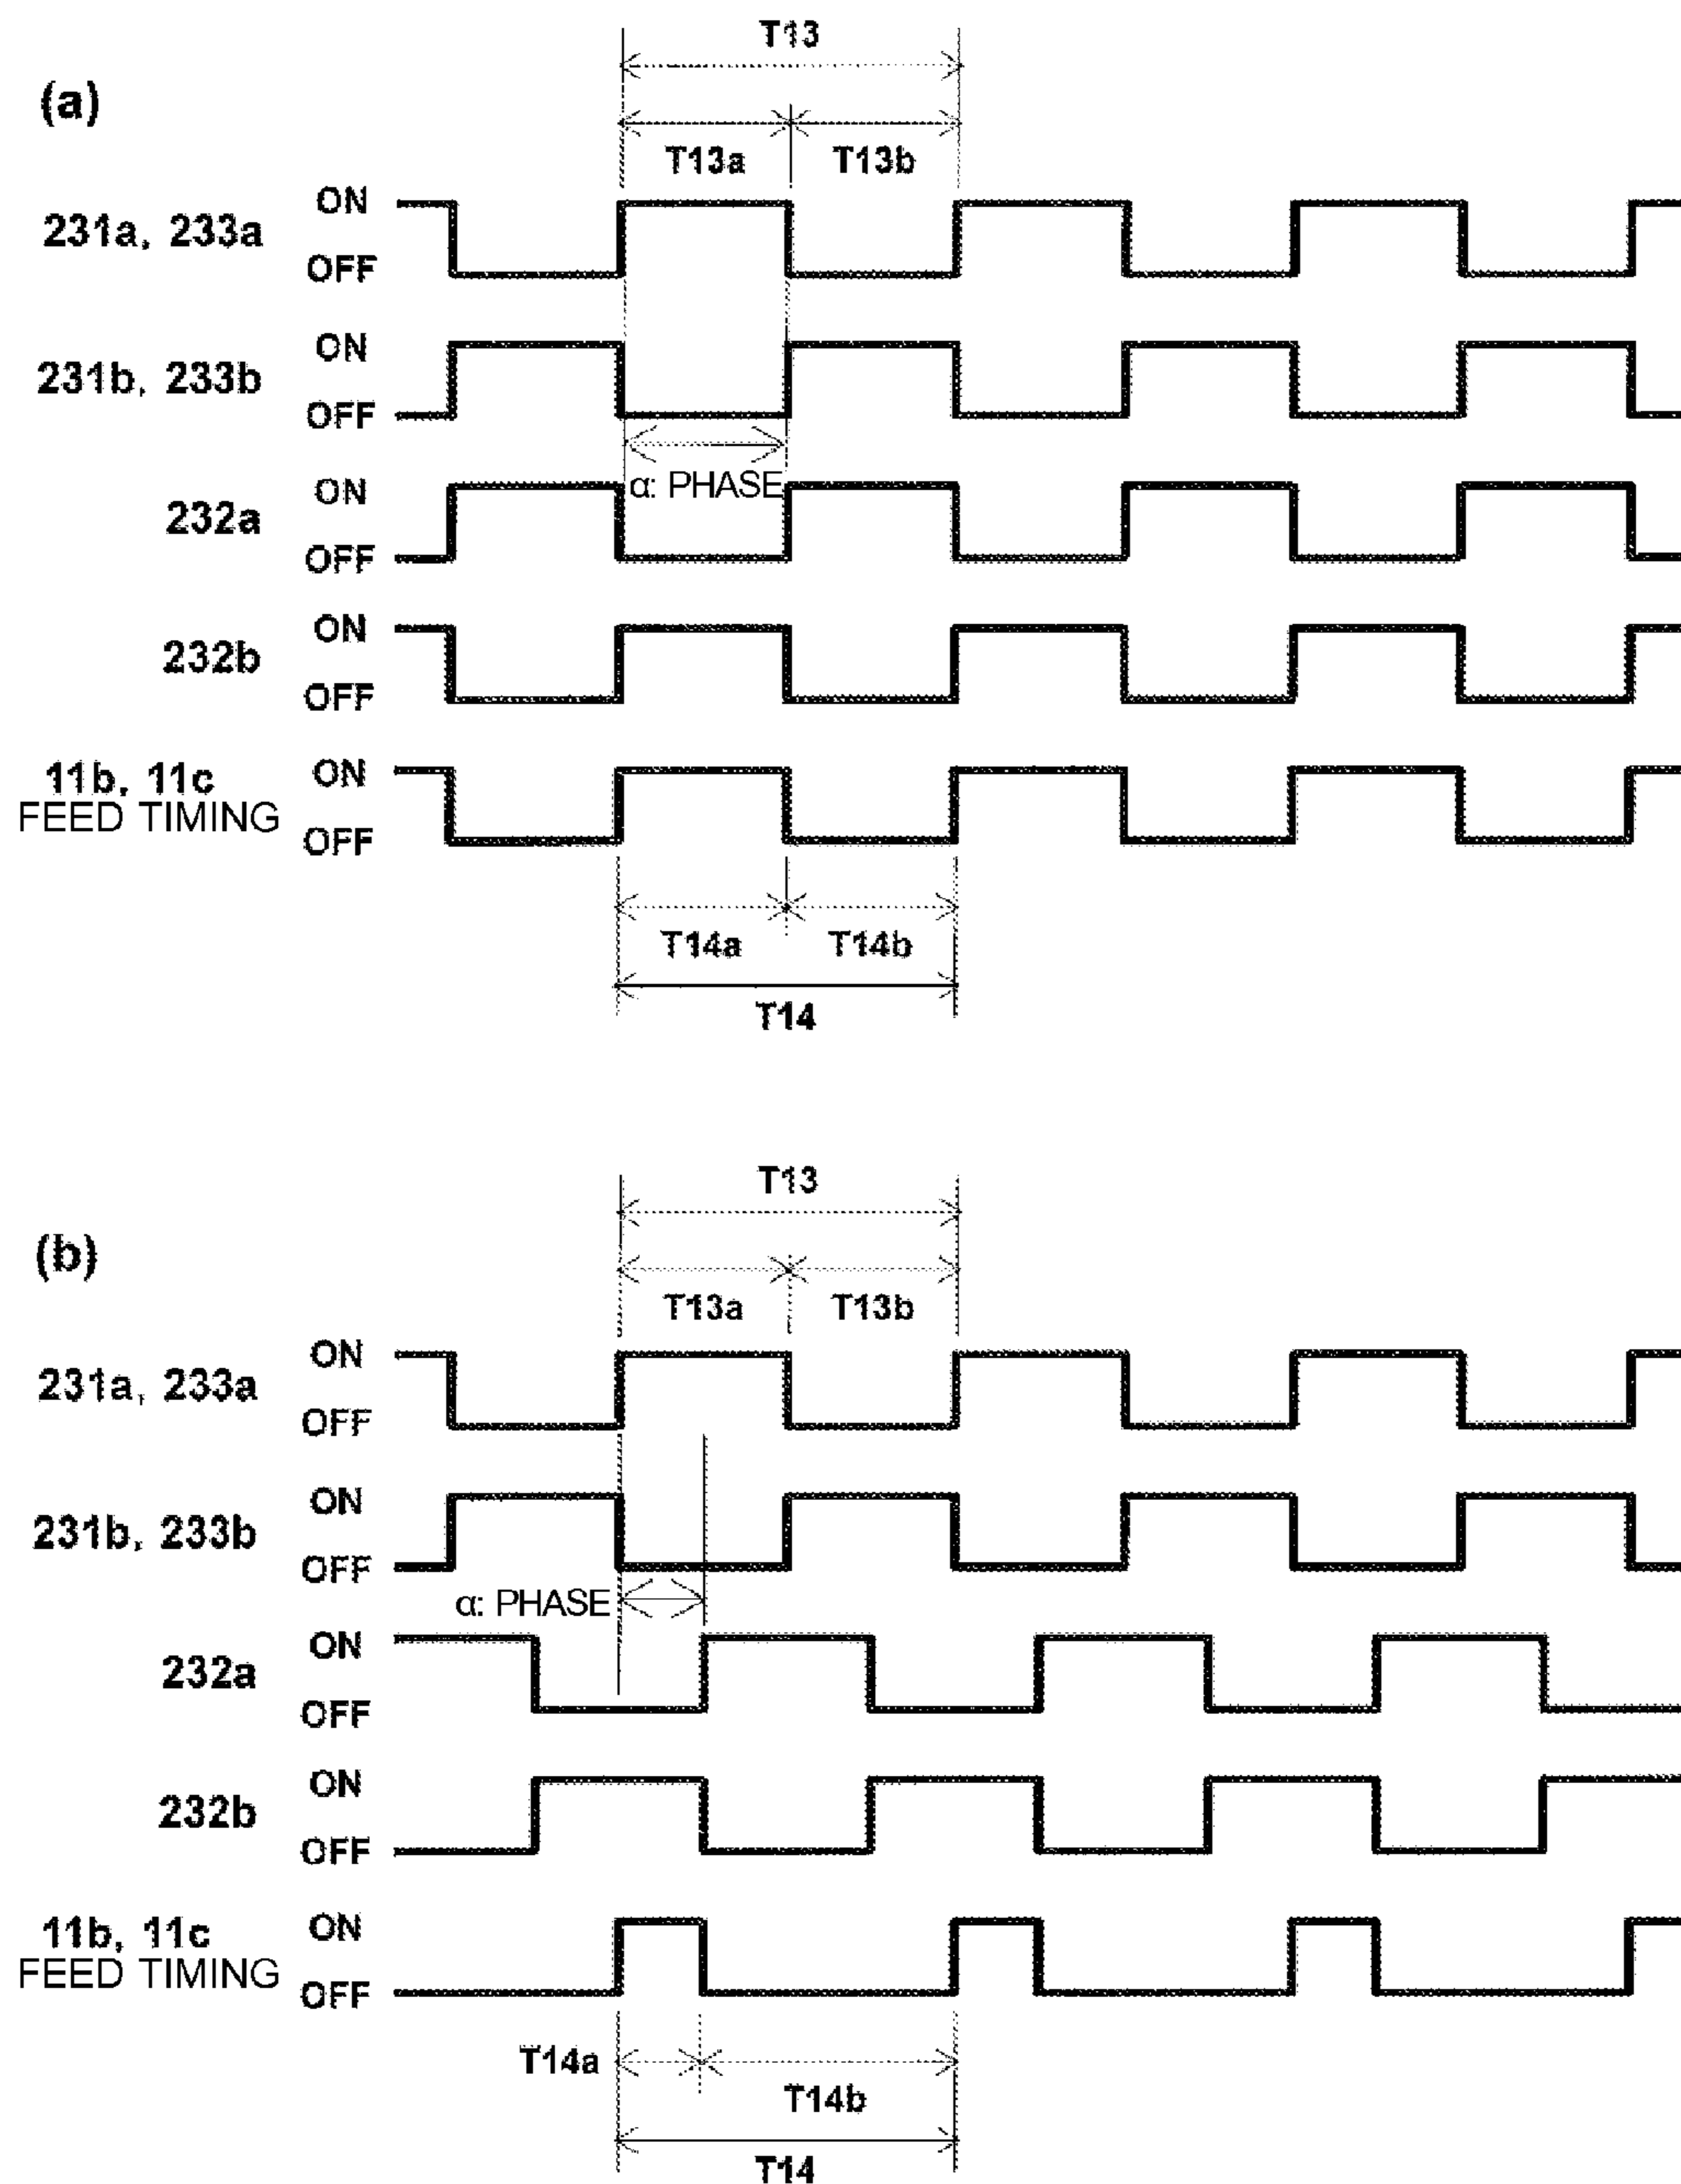 T13
(a)
T13a T13b
ON
231a, 233a
OFF
ON
231b, 233b
OFF
α: PHASE
ON
232a
OFF
ON
232b
OFF
11b, 11c ON
FEED TIMING
OFF
T14a T14b
T14
T13
(b)
T13a T13b
ON
231a, 233a
OFF
ON
231b, 233b
OFF
α: PHASE
ON
232a
OFF
ON
232b
OFF
11b, 11c ON
FEED TIMING
OFF
T14a
T14b
T14